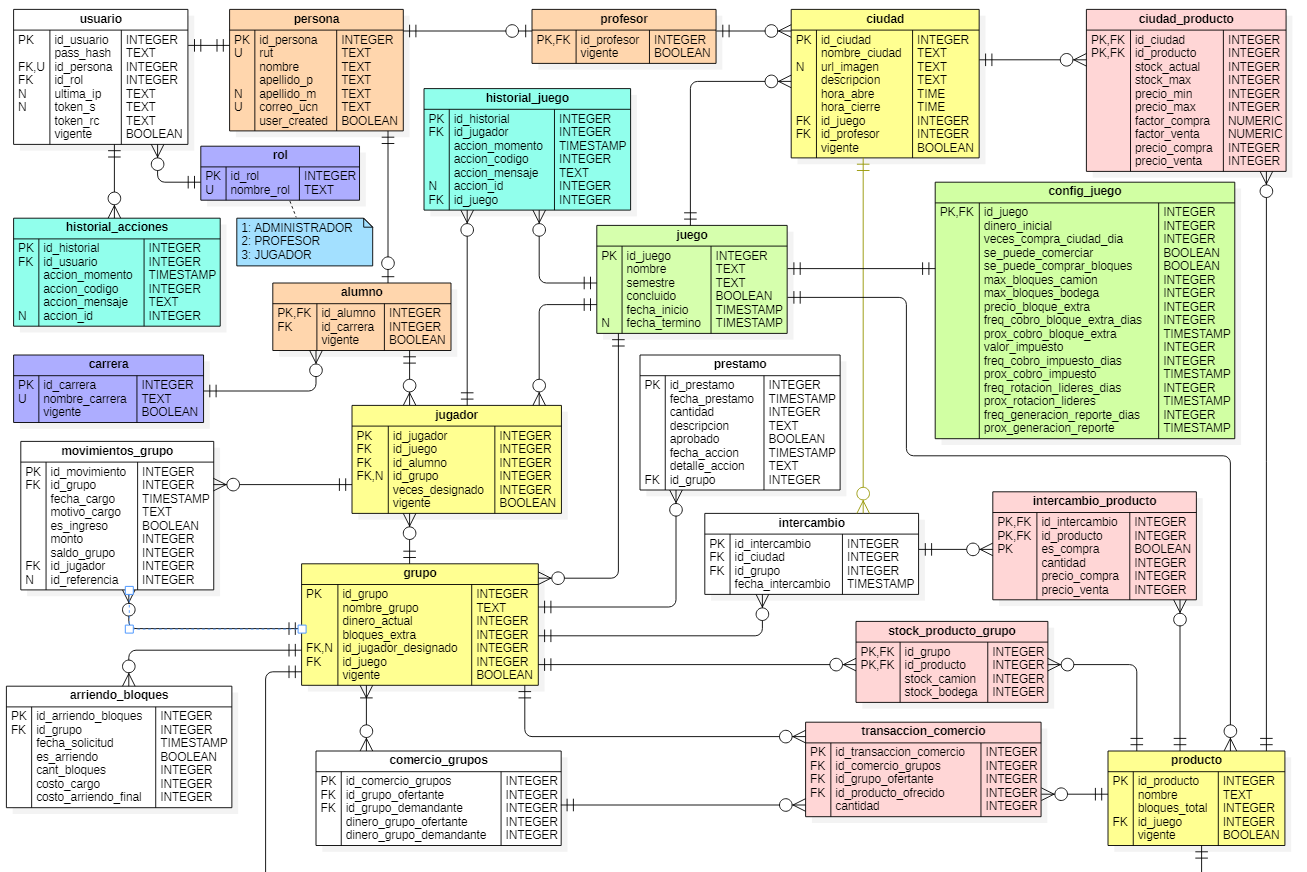 usuario
PK id_usuario INTEGER
pass_hash TEXT
FK,U id_persona INTEGER
FK id_rol INTEGER
N ultima_ip TEXT
N token_s TEXT
token_rc TEXT
vigente BOOLEAN
persona
PK id_persona INTEGER
U rut TEXT
nombre TEXT
apellido_p TEXT
N apellido_m TEXT
U correo_ucn TEXT
user_created BOOLEAN
profesor
PK,FK id_profesor INTEGER
vigente BOOLEAN
ciudad
PK id_ciudad INTEGER
nombre_ciudad TEXT
N url_imagen TEXT
descripcion TEXT
hora_abre TIME
hora_cierre TIME
FK id_juego INTEGER
FK id_profesor INTEGER
vigente BOOLEAN
ciudad_producto
PK,FK id_ciudad INTEGER
PK,FK id_producto INTEGER
stock_actual INTEGER
stock_max INTEGER
precio_min INTEGER
precio_max INTEGER
factor_compra NUMERIC
factor_venta NUMERIC
precio_compra INTEGER
precio_venta INTEGER
historial_juego
PK id_historial INTEGER
FK id_jugador INTEGER
accion_momento TIMESTAMP
accion_codigo INTEGER
accion_mensaje TEXT
N accion_id INTEGER
FK id_juego INTEGER
rol
PK id_rol INTEGER
U nombre_rol TEXT
1: ADMINISTRADOR
2: PROFESOR
3: JUGADOR
historial_acciones
PK id_historial INTEGER
FK id_usuario INTEGER
accion_momento TIMESTAMP
accion_codigo INTEGER
accion_mensaje TEXT
N accion_id INTEGER
config_juego
PK,FK id_juego INTEGER
dinero_inicial INTEGER
veces_compra_ciudad_dia INTEGER
se_puede_comerciar BOOLEAN
se_puede_comprar_bloques BOOLEAN
max_bloques_camion INTEGER
max_bloques_bodega INTEGER
precio_bloque_extra INTEGER
freq_cobro_bloque_extra_dias INTEGER
prox_cobro_bloque_extra TIMESTAMP
valor_impuesto INTEGER
freq_cobro_impuesto_dias INTEGER
prox_cobro_impuesto TIMESTAMP
freq_rotacion_lideres_dias INTEGER
prox_rotacion_lideres TIMESTAMP
freq_generacion_reporte_dias INTEGER
prox_generacion_reporte TIMESTAMP
juego
PK id_juego INTEGER
nombre TEXT
semestre TEXT
concluido BOOLEAN
fecha_inicio TIMESTAMP
N fecha_termino TIMESTAMP
alumno
PK,FK id_alumno INTEGER
FK id_carrera INTEGER
vigente BOOLEAN
carrera
PK id_carrera INTEGER
U nombre_carrera TEXT
vigente BOOLEAN
prestamo
PK id_prestamo INTEGER
fecha_prestamo TIMESTAMP
cantidad INTEGER
descripcion TEXT
aprobado BOOLEAN
fecha_accion TIMESTAMP
detalle_accion TEXT
FK id_grupo INTEGER
jugador
PK id_jugador INTEGER
FK id_juego INTEGER
FK id_alumno INTEGER
FK,N id_grupo INTEGER
veces_designado INTEGER
vigente BOOLEAN
movimientos_grupo
PK id_movimiento INTEGER
FK id_grupo INTEGER
fecha_cargo TIMESTAMP
motivo_cargo TEXT
es_ingreso BOOLEAN
monto INTEGER
saldo_grupo INTEGER
FK id_jugador INTEGER
N id_referencia INTEGER
intercambio
PK id_intercambio INTEGER
FK id_ciudad INTEGER
FK id_grupo INTEGER
fecha_intercambio TIMESTAMP
intercambio_producto
PK,FK id_intercambio INTEGER
PK,FK id_producto INTEGER
PK es_compra BOOLEAN
cantidad INTEGER
precio_compra INTEGER
precio_venta INTEGER
grupo
PK id_grupo INTEGER
nombre_grupo TEXT
dinero_actual INTEGER
bloques_extra INTEGER
FK,N id_jugador_designado INTEGER
FK id_juego INTEGER
vigente BOOLEAN
stock_producto_grupo
PK,FK id_grupo INTEGER
PK,FK id_producto INTEGER
stock_camion INTEGER
stock_bodega INTEGER
arriendo_bloques
PK id_arriendo_bloques INTEGER
FK id_grupo INTEGER
fecha_solicitud TIMESTAMP
es_arriendo BOOLEAN
cant_bloques INTEGER
costo_cargo INTEGER
costo_arriendo_final INTEGER
comercio_grupos
PK id_comercio_grupos INTEGER
FK id_grupo_ofertante INTEGER
FK id_grupo_demandante INTEGER
dinero_grupo_ofertante INTEGER
dinero_grupo_demandante INTEGER
transaccion_comercio
PK id_transaccion_comercio INTEGER
FK id_comercio_grupos INTEGER
FK id_grupo_ofertante INTEGER
FK id_producto_ofrecido INTEGER
cantidad INTEGER
producto
PK id_producto INTEGER
nombre TEXT
bloques_total INTEGER
FK id_juego INTEGER
vigente BOOLEAN